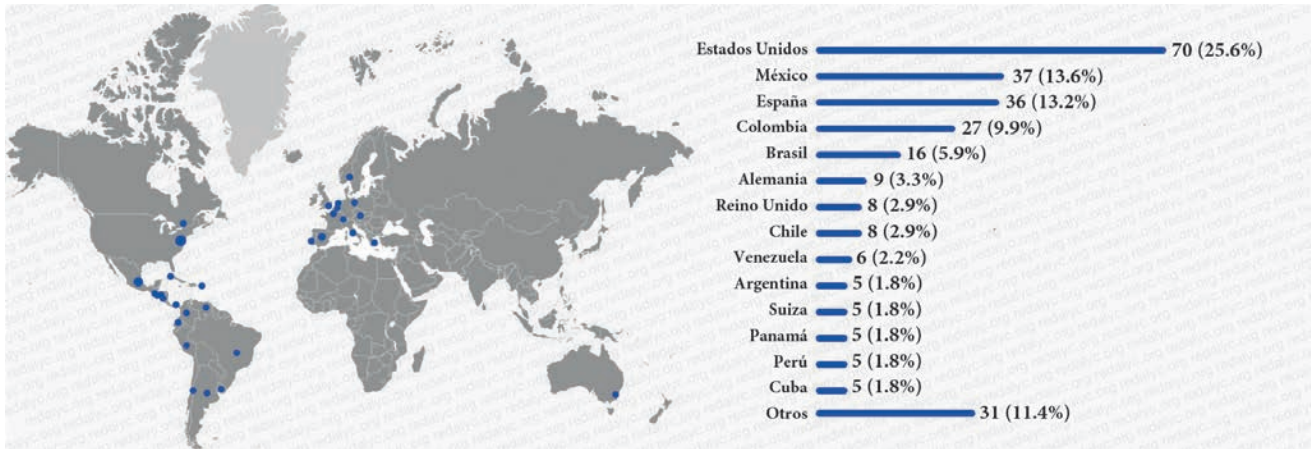 Estados Unidos 70 (25.6%)
México 37 (13.6%)
España 36 (13.2%)
Colombia 27 (9.9%)
Brasil 16 (5.9%)
Alemania 9 (3.3%)
Reino Unido 8 (2.9%)
Chile 8 (2.9%)
Venezuela 6 (2.2%)
Argentina 5 (1.8%)
Suiza 5 (1.8%)
Panamá 5 (1.8%)
Perú 5 (1.8%)
Cuba 5 (1.8%)
Otros 31 (11.4%)
redalyc.org